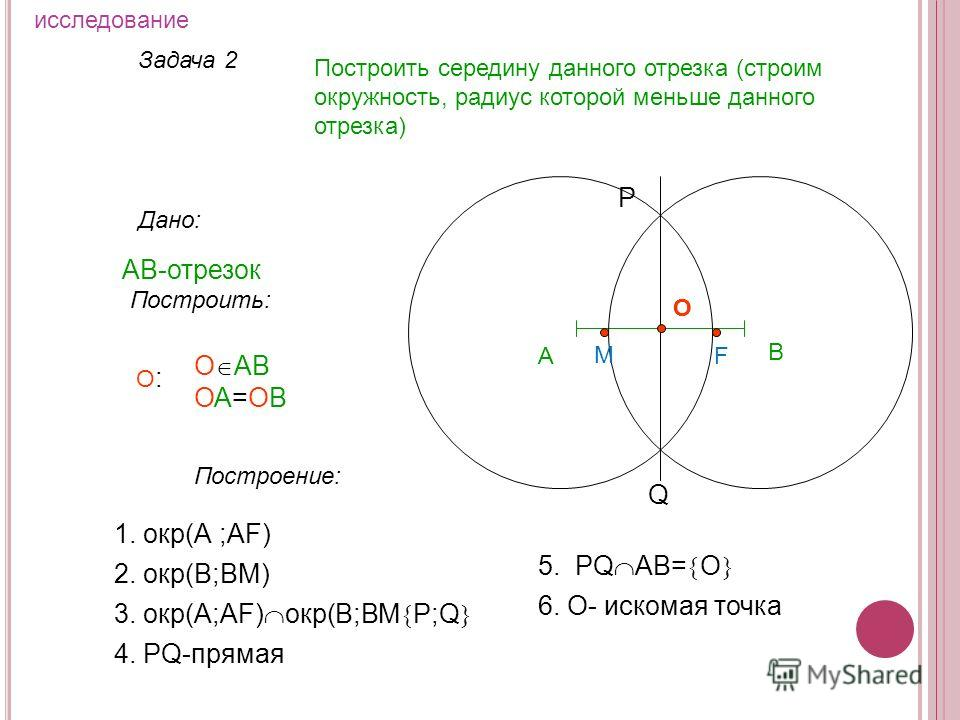 исследование
Задача 2
Построить середину данного отрезка (строим
окружность, радиус которой меньше данного
отрезка)
Дано:
АВ-отрезок
Построить:
О:
О∈АВ
ОА=ОВ
P
О
А
М
F
В
Q
Построение:
1. окр(А ;АF)
2. окр(В;ВМ)
3. окр(А;АF)∩окр(В;ВМ{P;Q}
4. PQ-прямая
5. PQ∩АВ={О}
6. О- искомая точка
MyShared